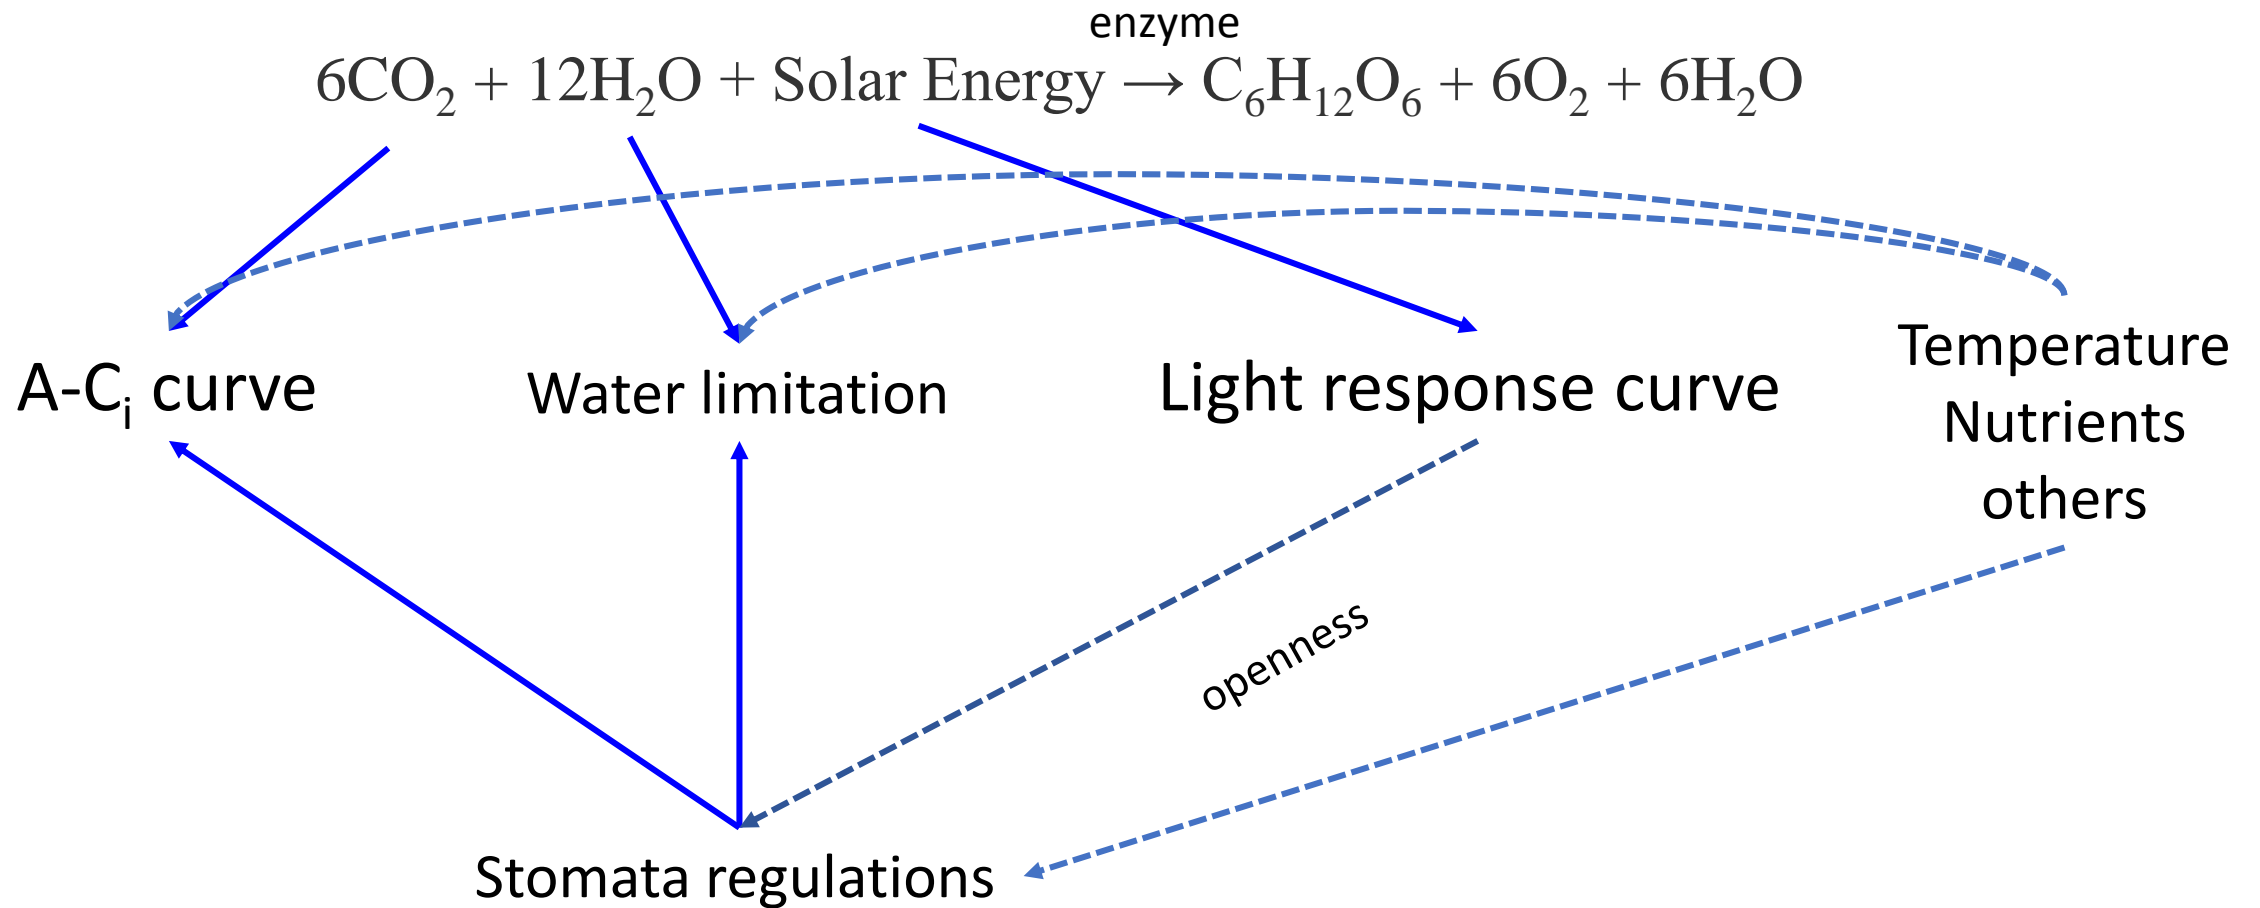 enzyme
6CO₂ + 12H₂O + Solar Energy → C₆H₁₂O₆ + 6O₂ + 6H₂O
A-Cᵢ curve
Water limitation
Light response curve
Temperature
Nutrients
others
openness
Stomata regulations